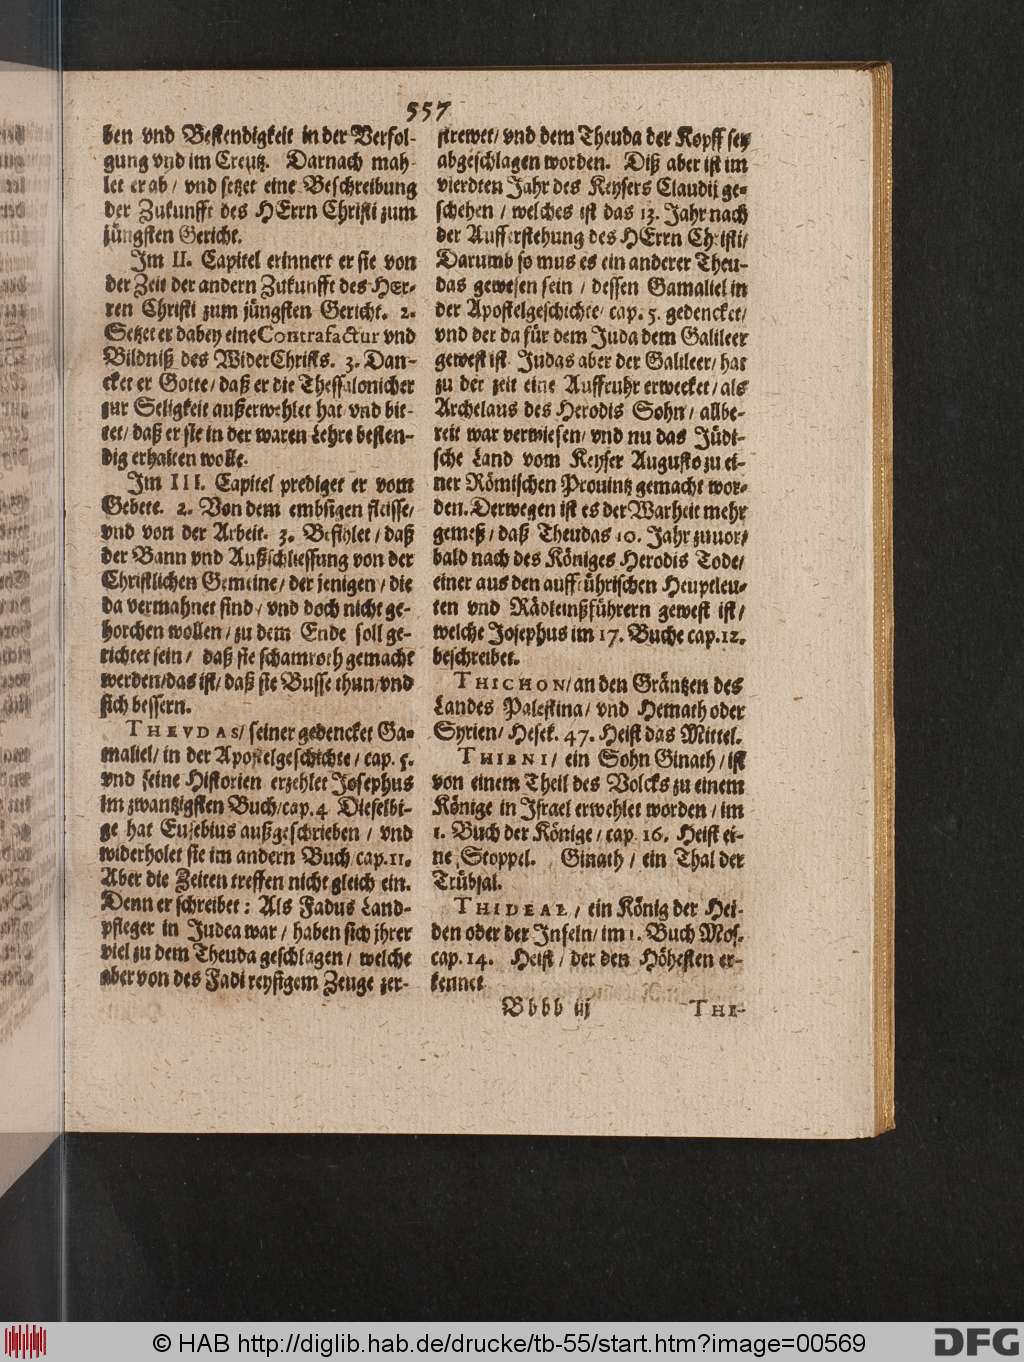 557
ben vnd Bestendigkeit in der Verfol-
gung vnd im Creutz. Darnach mah-
let er ab / vnd setzet eine Beschreibung
der Zukunfft des HErrn Christi zum
jüngsten Gericht.
Im II. Capitel erinnert er sie von
der Zeit der andern Zukunfft des HEr-
ren Christi zum jüngsten Gericht. 2.
Setzet er dabey eine Contrafactur vnd
Bildniß des WiderChrists. 3. Dan-
cket er Gotte / daß er die Thessalonicher
zur Seligkeit außerwehlet hat / vnd bit-
tet / daß er sie in der waren Lehre besten-
dig erhalten wolle.
Im III. Capitel prediget er vom
Gebete. 2. Von dem embsigen fleisse /
vnd von der Arbeit. 3. Befihlet / daß
der Bann vnd Außschliessung von der
Christlichen Gemeine / der jenigen / die
da vermahnet sind / vnd doch nicht ge-
horchen wollen / zu dem Ende soll ge-
richtet sein / daß sie schamroth gemacht
werden / das ist / daß sie Busse thun / vnd
sich bessern.
THEVDAS / seiner gedencket Ga-
maliel / in der Apostelgeschichte / cap. 5.
vnd seine Historien erzehlet Josephus
im zwantzigsten Buch / cap. 4 Dieselbi-
ge hat Eusebius außgeschrieben / vnd
widerholet sie im andern Buch / cap. 11.
Aber die Zeiten treffen nicht gleich ein.
Denn er schreibet : Als Fadus Land-
pfleger in Judea war / haben sich jhrer
viel zu dem Theuda geschlagen / welche
aber von des Fadi reysigem Zeuge zer-
strewet / vnd dem Theuda der Kopff sey
abgeschlagen worden. Diß aber ist im
vierdten Jahr des Keysers Claudii ge-
schehen / welches ist das 13. Jahr nach
der Aufferstehung des HErrn Christi /
Darumb so mus es ein anderer Theu-
das gewesen sein / dessen Gamaliel in
der Apostelgeschichte / cap. 5. gedencket /
vnd der da für dem Juda dem Galileer
gewest ist. Judas aber der Galileer / hat
zu der zeit eine Auffruhr erwecket / als
Archelaus des Herodis Sohn / allbe-
reit war verwiesen / vnd nu das Jüdi-
sche Land vom Keyser Augusto zu ei-
ner Römischen Prouintz gemacht wor-
den. Derwegen ist es der Warheit mehr
gemeß / daß Theudas 10. Jahr zuuor /
bald nach des Königes Herodis Tode /
einer aus den auffrührischen Heuptleu-
ten vnd Rädleinßführern gewest ist /
welche Josephus im 17. Buche cap. 12.
beschreibet.
THICHON / an den Gräntzen des
Landes Palestina / vnd Hemath oder
Syrien / Hesek. 47. Heist das Mittel.
THIBNI / ein Sohn Ginath / ist
von einem Theil des Volcks zu einem
Könige in Israel erwehlet worden / im
1. Buch der Könige / cap. 16. Heist ei-
ne Stoppel. Ginath / ein Thal der
Trübsal.
THIDEAL / ein König der Hei-
den oder der Inseln / im 1. Buch Mos.
cap. 14. Heist / der den Höhesten er-
kennet
Bbbb iij THI-
© HAB http://diglib.hab.de/drucke/tb-55/start.htm?image=00569
DFG